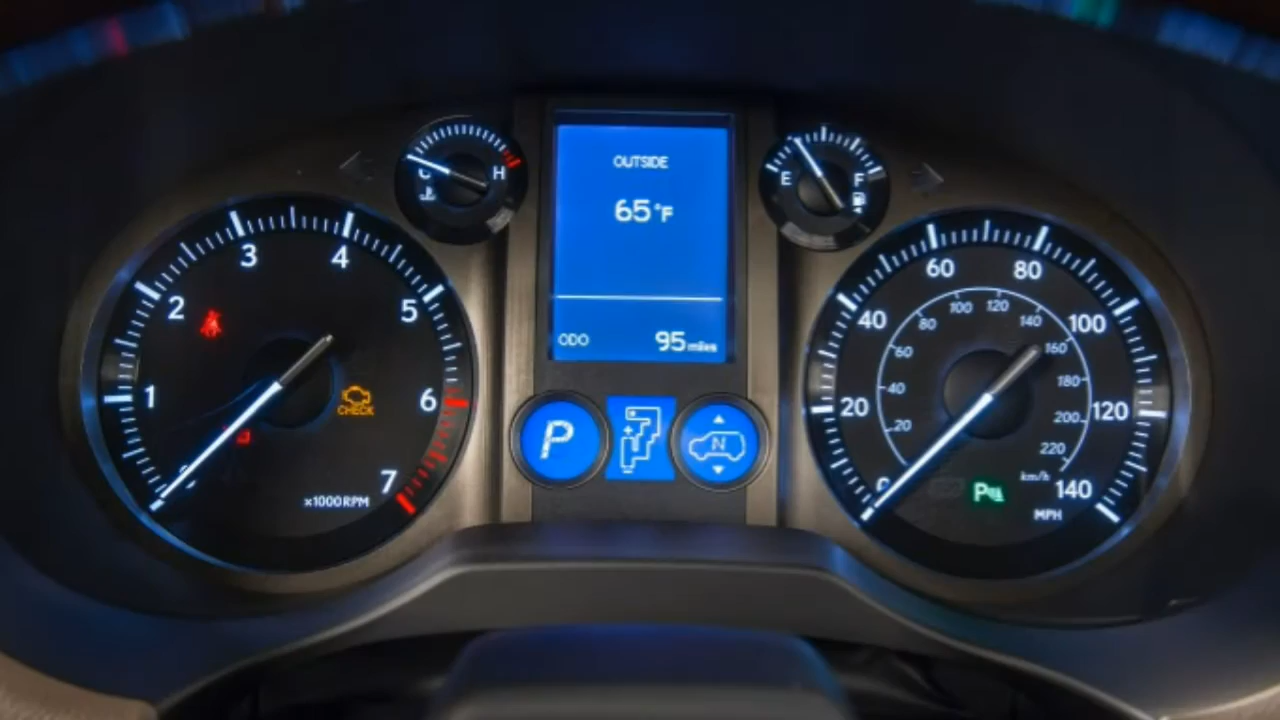 OUTSIDE
65°F
ODO 95 miles
C H
E F
1 2 3 4 5 6 7
CHECK
x1000RPM
P
+
−
N
0 20 40 60 80 100 120 140
20 40 60 80 100 120 140 160 180 200 220
km/h
MPH
P